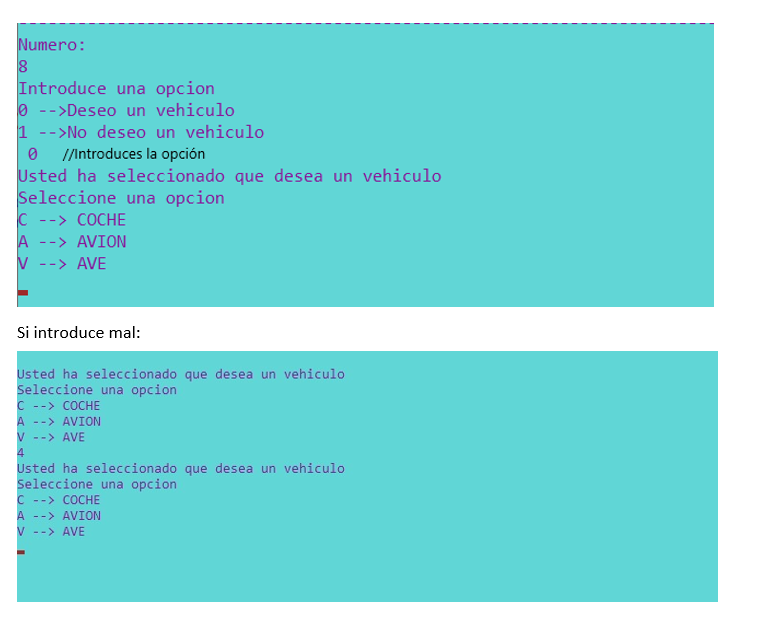 Numero:
8
Introduce una opcion
0 -->Deseo un vehiculo
1 -->No deseo un vehiculo
0 //Introduces la opción
Usted ha seleccionado que desea un vehiculo
Seleccione una opcion
C --> COCHE
A --> AVION
V --> AVE
Si introduce mal:
Usted ha seleccionado que desea un vehiculo
Seleccione una opcion
C --> COCHE
A --> AVION
V --> AVE
4
Usted ha seleccionado que desea un vehiculo
Seleccione una opcion
C --> COCHE
A --> AVION
V --> AVE